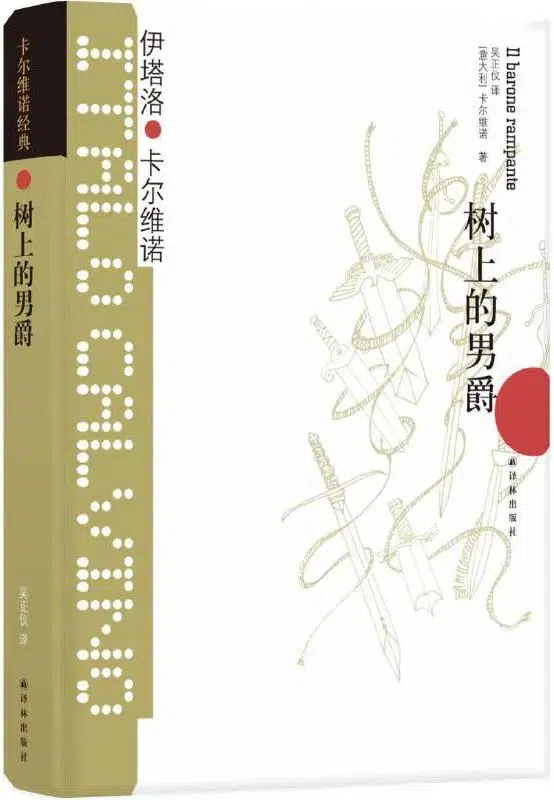 卡尔维诺经典
树上的男爵
吴正仪 译
译林出版社
ITALO CALVINO
伊塔洛•卡尔维诺
Il barone rampante
[意大利] 卡尔维诺 著
吴正仪 译
树上的男爵
译林出版社